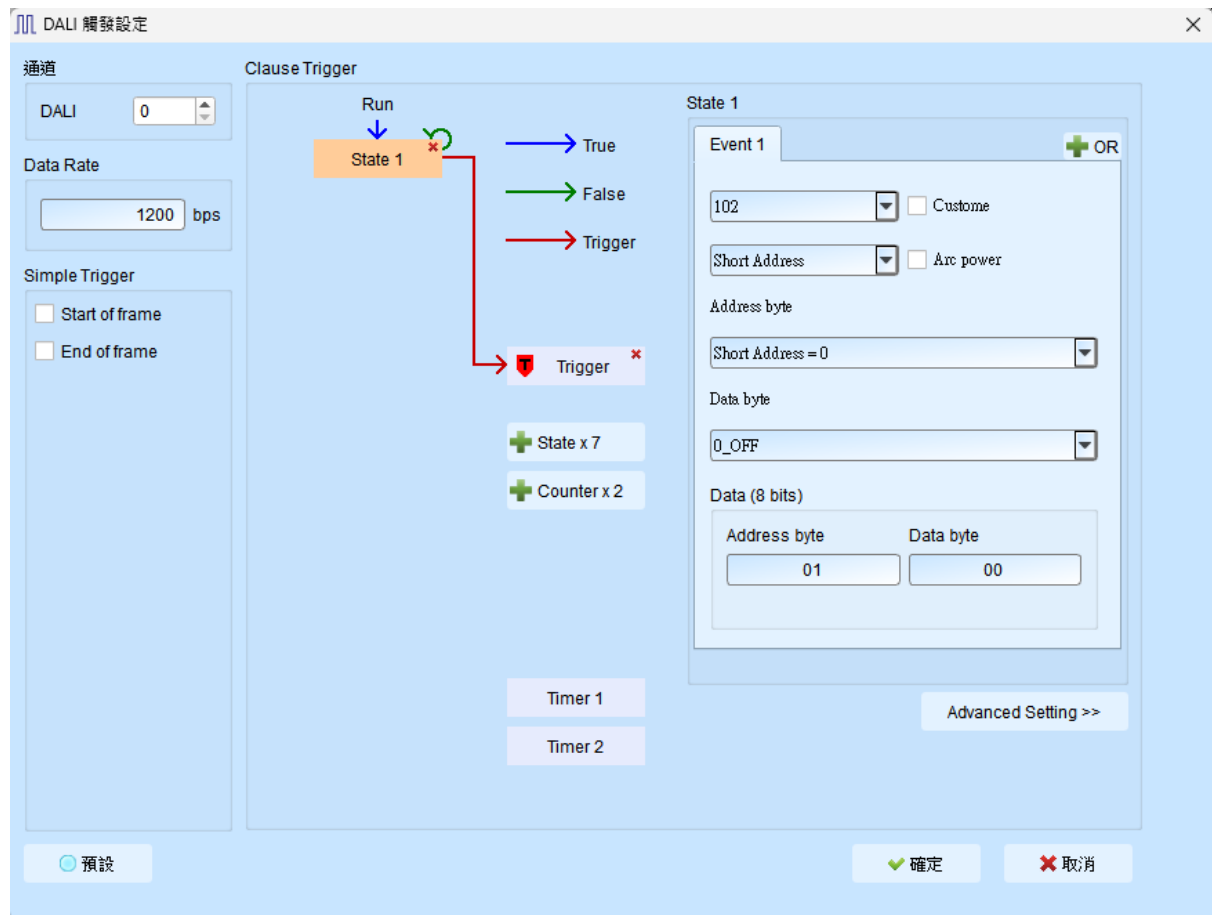 DALI 觸發設定
通道
DALI 0
Data Rate
1200 bps
Simple Trigger
Start of frame
End of frame
Clause Trigger
Run
State 1
True
False
Trigger
T Trigger
State x 7
Counter x 2
Timer 1
Timer 2
State 1
Event 1
OR
102 Custome
Short Address Arc power
Address byte
Short Address = 0
Data byte
0_OFF
Data (8 bits)
Address byte Data byte
01 00
Advanced Setting >>
預設
確定
取消